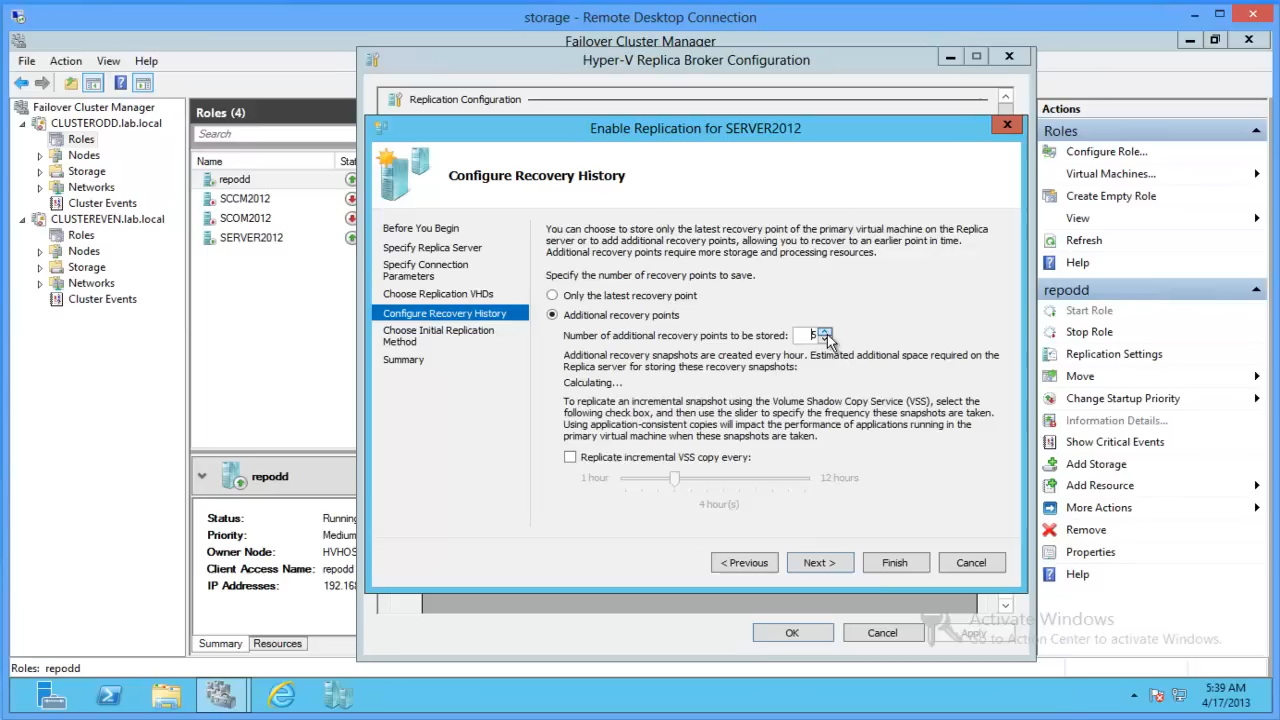 storage - Remote Desktop Connection
Failover Cluster Manager
File Action View Help
Failover Cluster Manager
CLUSTERODD.lab.local
Roles
Nodes
Storage
Networks
Cluster Events
CLUSTEREVEN.lab.local
Roles
Nodes
Storage
Networks
Cluster Events
Roles (4)
Search
Name Stat
repodd
SCCM2012
SCOM2012
SERVER2012
repodd
Status: Running
Priority: Medium
Owner Node: HVHOS
Client Access Name: repodd
IP Addresses: 192.168
Summary Resources
Hyper-V Replica Broker Configuration
Replication Configuration
Enable Replication for SERVER2012
Configure Recovery History
Before You Begin
Specify Replica Server
Specify Connection
Parameters
Choose Replication VHDs
Configure Recovery History
Choose Initial Replication
Method
Summary
You can choose to store only the latest recovery point of the primary virtual machine on the Replica
server or to add additional recovery points, allowing you to recover to an earlier point in time.
Additional recovery points require more storage and processing resources.
Specify the number of recovery points to save.
Only the latest recovery point
Additional recovery points
Number of additional recovery points to be stored: 5
Additional recovery snapshots are created every hour. Estimated additional space required on the
Replica server for storing these recovery snapshots:
Calculating...
To replicate an incremental snapshot using the Volume Shadow Copy Service (VSS), select the
following check box, and then use the slider to specify the frequency these snapshots are taken.
Using application-consistent copies will impact the performance of applications running in the
primary virtual machine when these snapshots are taken.
Replicate incremental VSS copy every:
1 hour 12 hours
4 hour(s)
< Previous Next > Finish Cancel
OK Cancel Apply
Actions
Roles
Configure Role...
Virtual Machines...
Create Empty Role
View
Refresh
Help
repodd
Start Role
Stop Role
Replication Settings
Move
Change Startup Priority
Information Details...
Show Critical Events
Add Storage
Add Resource
More Actions
Remove
Properties
Help
Activate Windows
Go to Action Center to activate Windows.
Roles: repodd
5:39 AM
4/17/2013